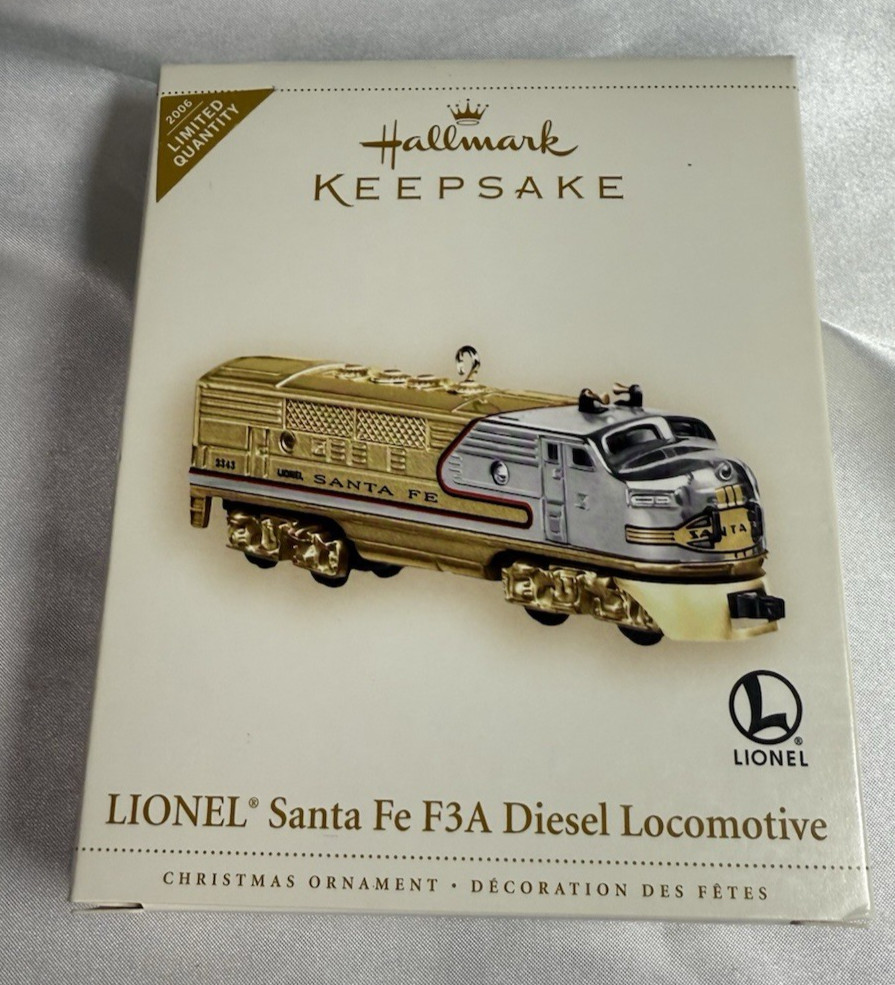 2006
LIMITED
QUANTITY
Hallmark
KEEPSAKE
2343
LIONEL SANTA FE
SANTA
L
®
LIONEL
LIONEL® Santa Fe F3A Diesel Locomotive
CHRISTMAS ORNAMENT • DÉCORATION DES FÊTES